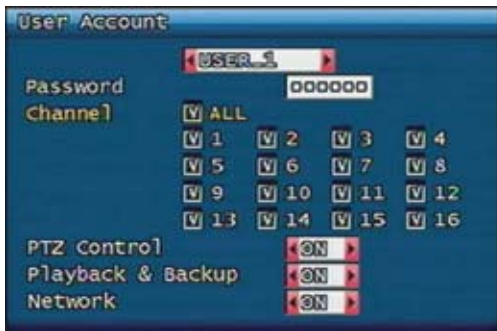 User Account
USER_1
Password 000000
Channel ALL
1 2 3 4
5 6 7 8
9 10 11 12
13 14 15 16
PTZ Control ON
Playback & Backup ON
Network ON